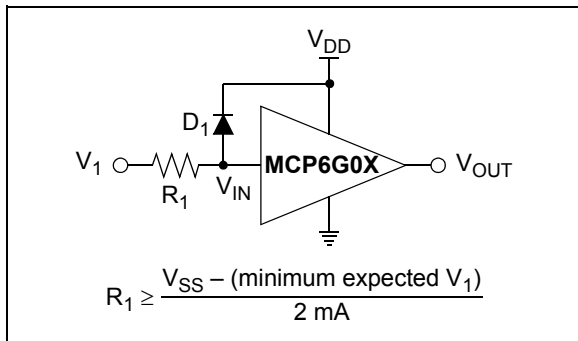 V_DD
D_1
V_1
R_1
V_IN
MCP6G0X
V_OUT
R_1 ≥ V_SS – (minimum expected V_1) / 2 mA